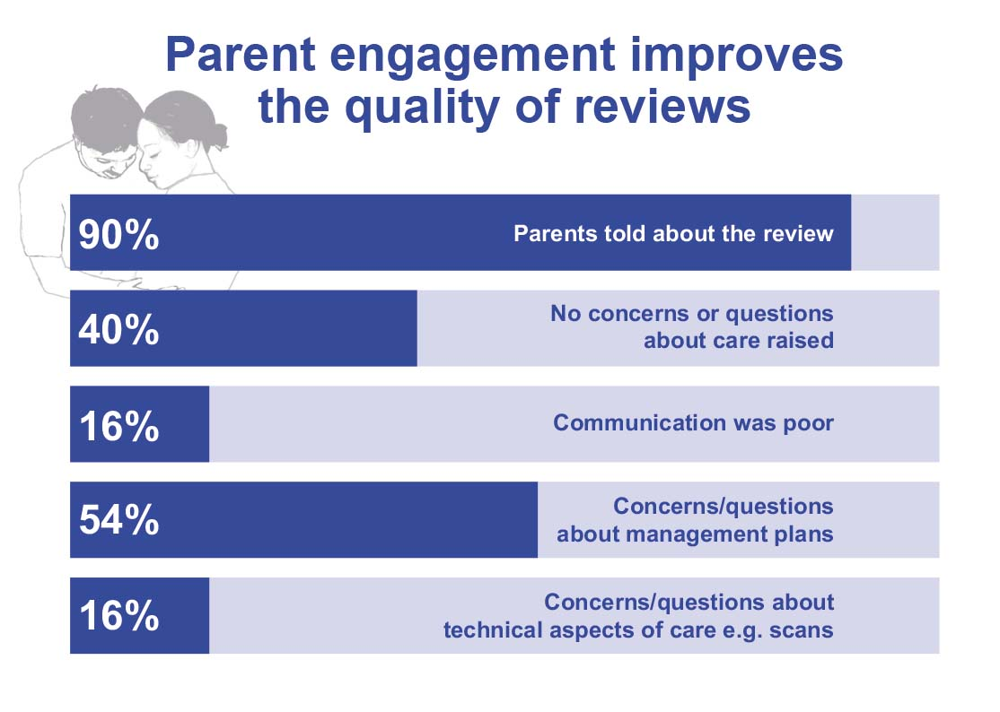 Parent engagement improves
the quality of reviews
90%
Parents told about the review
40%
No concerns or questions
about care raised
16%
Communication was poor
54%
Concerns/questions
about management plans
16%
Concerns/questions about
technical aspects of care e.g. scans